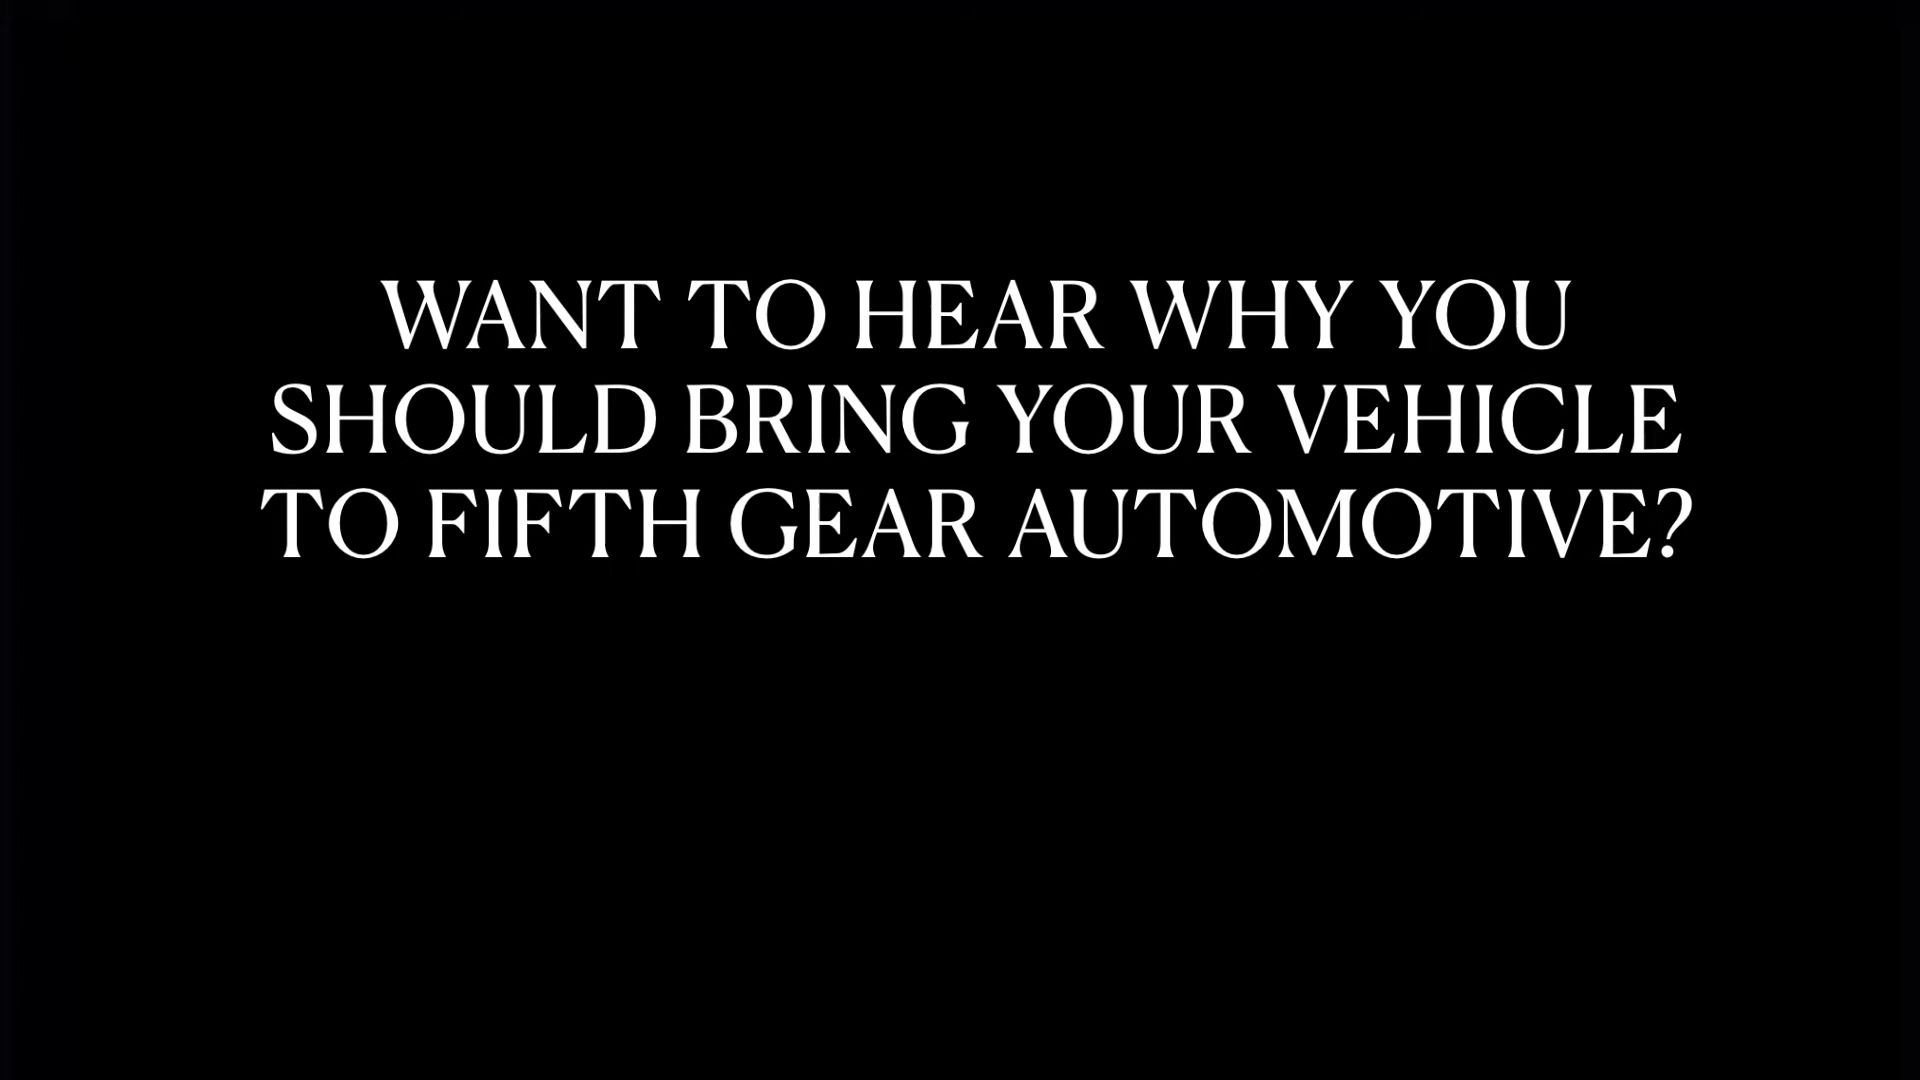 WANT TO HEAR WHY YOU
SHOULD BRING YOUR VEHICLE
TO FIFTH GEAR AUTOMOTIVE?